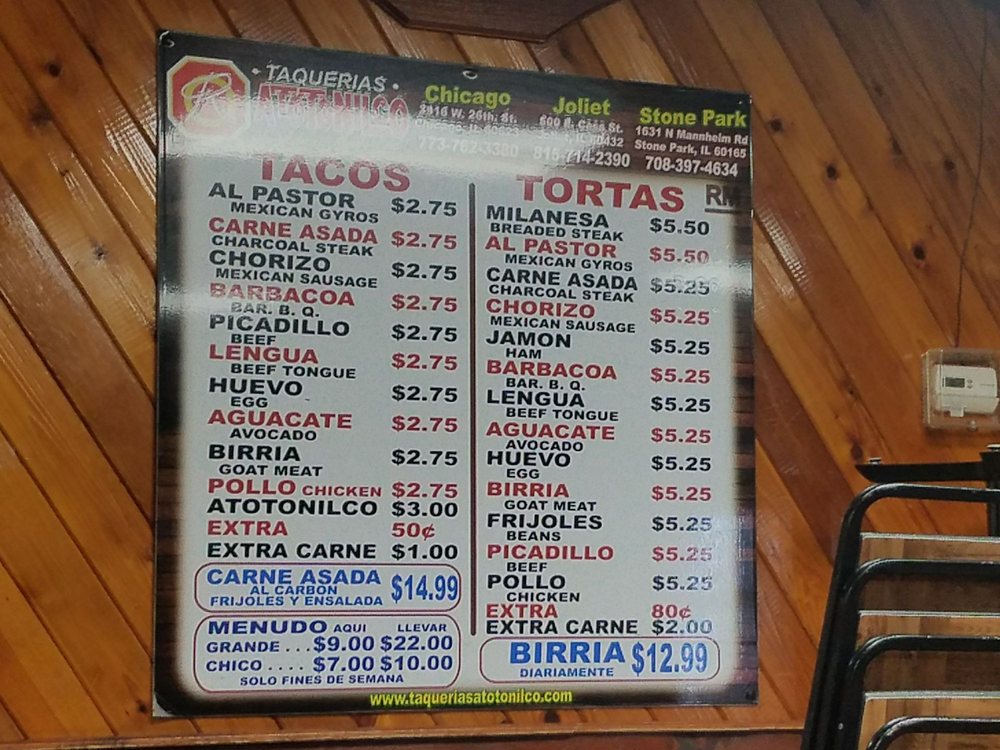 • TAQUERIAS •
ATOTONILCO
Chicago
26th. St.
Joliet
Stone Park
1631 N Mannheim Rd
Stone Park, IL 60165
708-397-4634
815-714-2390
TACOS
AL PASTOR $2.75
MEXICAN GYROS
CARNE ASADA $2.75
CHARCOAL STEAK
CHORIZO $2.75
MEXICAN SAUSAGE
BARBACOA $2.75
BAR. B. Q.
PICADILLO $2.75
BEEF
LENGUA $2.75
BEEF TONGUE
HUEVO $2.75
EGG
AGUACATE $2.75
AVOCADO
BIRRIA $2.75
GOAT MEAT
POLLO CHICKEN $2.75
ATOTONILCO $3.00
EXTRA 50¢
EXTRA CARNE $1.00
CARNE ASADA $14.99
AL CARBON
FRIJOLES Y ENSALADA
MENUDO AQUI LLEVAR
GRANDE ... $9.00 $22.00
CHICO .... $7.00 $10.00
SOLO FINES DE SEMANA
TORTAS
MILANESA $5.50
BREADED STEAK
AL PASTOR $5.50
MEXICAN GYROS
CARNE ASADA $5.25
CHARCOAL STEAK
CHORIZO $5.25
MEXICAN SAUSAGE
JAMON $5.25
HAM
BARBACOA $5.25
BAR. B. Q.
LENGUA $5.25
BEEF TONGUE
AGUACATE $5.25
AVOCADO
HUEVO $5.25
EGG
BIRRIA $5.25
GOAT MEAT
FRIJOLES $5.25
BEANS
PICADILLO $5.25
BEEF
POLLO $5.25
CHICKEN
EXTRA 80¢
EXTRA CARNE $2.00
BIRRIA $12.99
DIARIAMENTE
www.taqueriasatotonilco.com